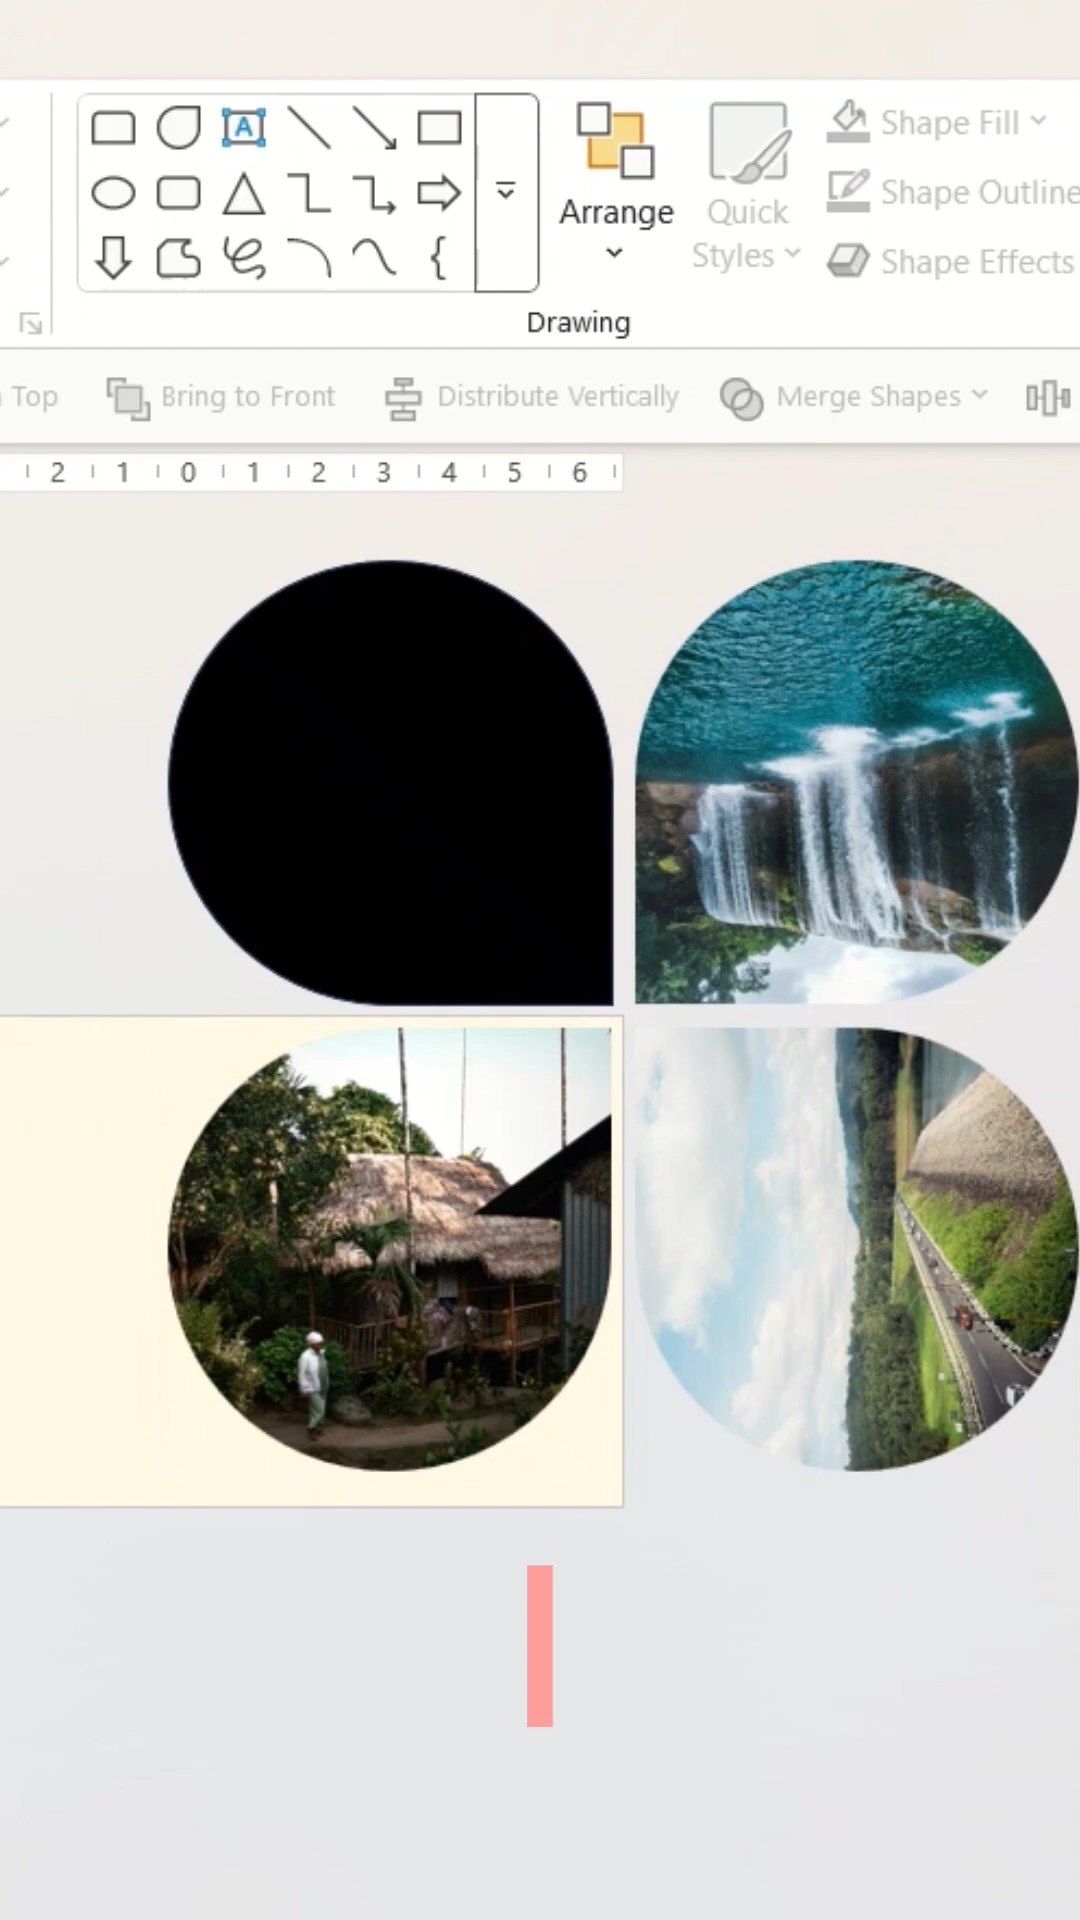 A
Shape Fill
Arrange
Quick
Styles
Shape Outline
Shape Effects
Drawing
Top
Bring to Front
Distribute Vertically
Merge Shapes
2 1 0 1 2 3 4 5 6